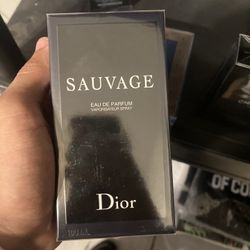 SAUVAGE
EAU DE PARFUM
VAPORISATEUR SPRAY
Dior
OF CO